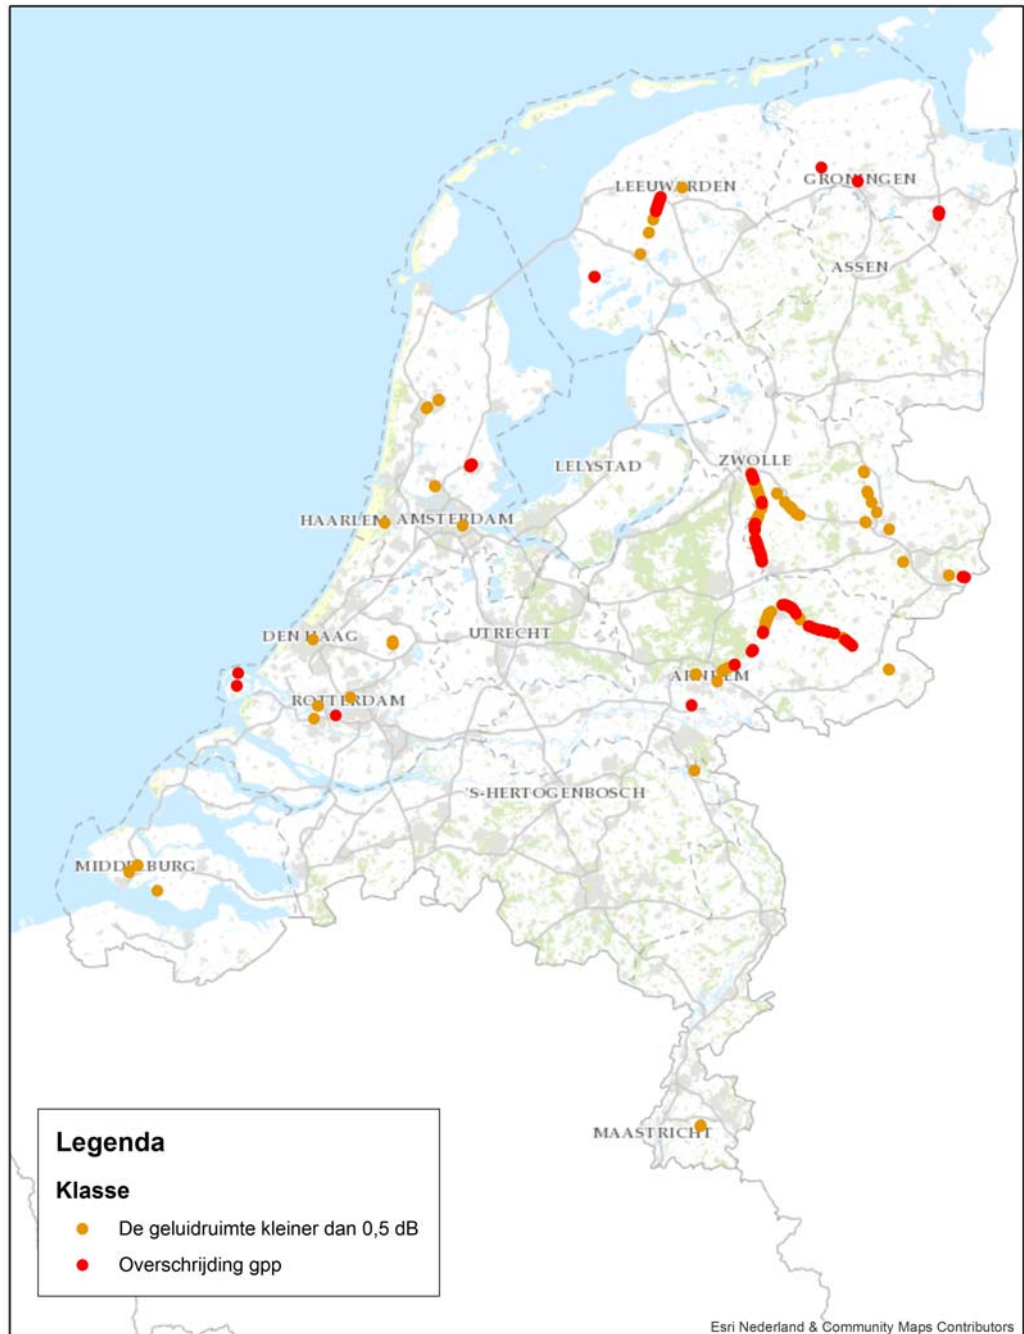 LEEUWARDEN
GRONINGEN
ASSEN
ZWOLLE
LELYSTAD
HAARLEM
AMSTERDAM
DEN HAAG
UTRECHT
ARNHEM
ROTTERDAM
'S-HERTOGENBOSCH
MIDDELBURG
MAASTRICHT
Legenda
Klasse
De geluidruimte kleiner dan 0,5 dB
Overschrijding gpp
Esri Nederland & Community Maps Contributors